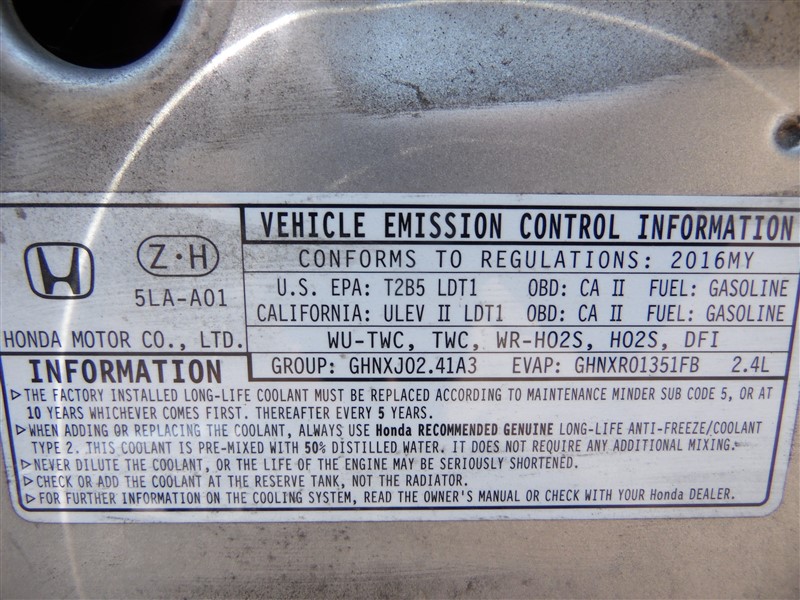 Z·H
5LA-A01
HONDA MOTOR CO., LTD.
VEHICLE EMISSION CONTROL INFORMATION
CONFORMS TO REGULATIONS: 2016MY
U.S. EPA: T2B5 LDT1 OBD: CA II FUEL: GASOLINE
CALIFORNIA: ULEV II LDT1 OBD: CA II FUEL: GASOLINE
WU-TWC, TWC, WR-HO2S, HO2S, DFI
GROUP: GHNXJ02.41A3 EVAP: GHNXR01351FB 2.4L
INFORMATION
▷THE FACTORY INSTALLED LONG-LIFE COOLANT MUST BE REPLACED ACCORDING TO MAINTENANCE MINDER SUB CODE 5, OR AT
10 YEARS WHICHEVER COMES FIRST. THEREAFTER EVERY 5 YEARS.
▷WHEN ADDING OR REPLACING THE COOLANT, ALWAYS USE Honda RECOMMENDED GENUINE LONG-LIFE ANTI-FREEZE/COOLANT
TYPE 2. THIS COOLANT IS PRE-MIXED WITH 50% DISTILLED WATER. IT DOES NOT REQUIRE ANY ADDITIONAL MIXING.
▷NEVER DILUTE THE COOLANT, OR THE LIFE OF THE ENGINE MAY BE SERIOUSLY SHORTENED.
▷CHECK OR ADD THE COOLANT AT THE RESERVE TANK, NOT THE RADIATOR.
▷FOR FURTHER INFORMATION ON THE COOLING SYSTEM, READ THE OWNER'S MANUAL OR CHECK WITH YOUR Honda DEALER.